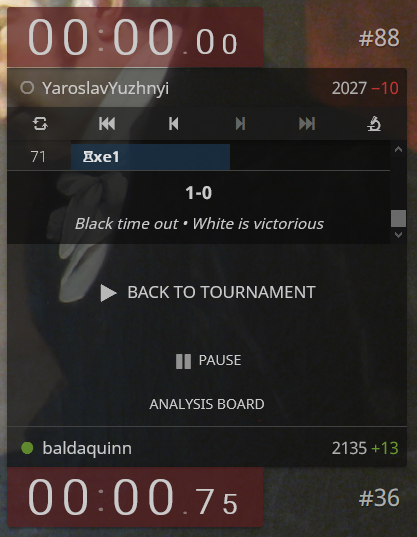 00:00.00
#88
YaroslavYuzhnyi 2027 −10
71 ♖xe1
1-0
Black time out • White is victorious
BACK TO TOURNAMENT
PAUSE
ANALYSIS BOARD
baldaquinn 2135 +13
00:00.75
#36